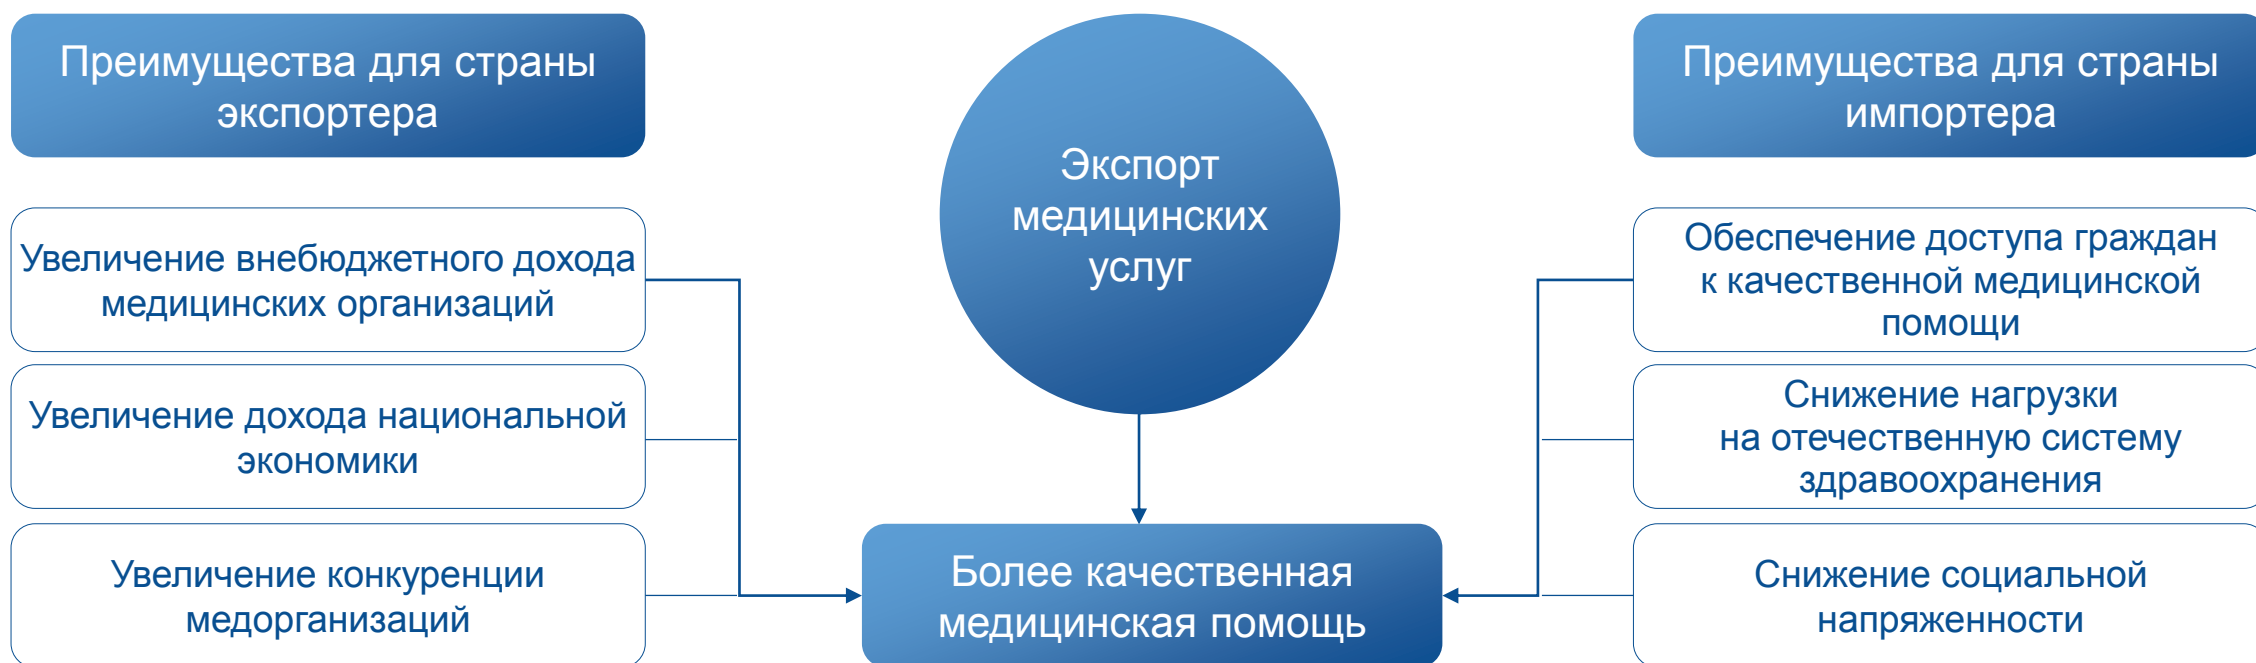 Преимущества для страны
экспортера
Увеличение внебюджетного дохода
медицинских организаций
Увеличение дохода национальной
экономики
Увеличение конкуренции
медорганизаций
Экспорт
медицинских
услуг
Более качественная
медицинская помощь
Преимущества для страны
импортера
Обеспечение доступа граждан
к качественной медицинской
помощи
Снижение нагрузки
на отечественную систему
здравоохранения
Снижение социальной
напряженности